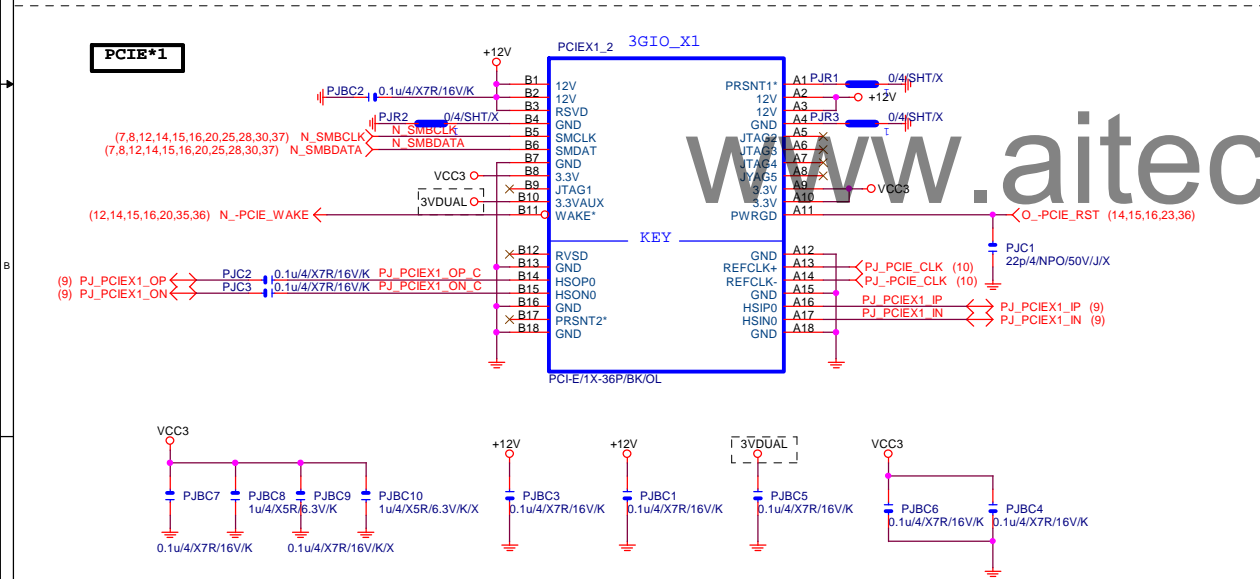 PCIE*1
PCIEX1_2 3GIO_X1
+12V
B1 12V PRSNT1* A1 PJR1 0/4/SHT/X
PJBC2 0.1u/4/X7R/16V/K B2 12V 12V A2 1
B3 RSVD 12V A3 +12V
PJR2 0/4/SHT/X B4 GND GND A4 PJR3 0/4/SHT/X
(7,8,12,14,15,16,20,25,28,30,37) N_SMBCLK N_SMBCLK 1 B5 SMCLK JTAG2 A5 1
(7,8,12,14,15,16,20,25,28,30,37) N_SMBDATA N_SMBDATA B6 SMDAT JTAG3 A6
B7 GND JTAG4 A7
VCC3 B8 3.3V JYAG5 A8
B9 JTAG1 3.3V A9 VCC3
3VDUAL B10 3.3VAUX 3.3V A10
(12,14,15,16,20,35,36) N_-PCIE_WAKE B11 WAKE* PWRGD A11 O_-PCIE_RST (14,15,16,23,36)
www.aitec
KEY
PJC1
22p/4/NPO/50V/J/X
B12 RVSD GND A12
B13 GND REFCLK+ A13 PJ_PCIE_CLK (10)
(9) PJ_PCIEX1_OP PJC2 0.1u/4/X7R/16V/K PJ_PCIEX1_OP_C B14 HSOP0 REFCLK- A14 PJ_-PCIE_CLK (10)
(9) PJ_PCIEX1_ON PJC3 0.1u/4/X7R/16V/K PJ_PCIEX1_ON_C B15 HSON0 GND A15
B16 GND HSIP0 A16 PJ_PCIEX1_IP PJ_PCIEX1_IP (9)
B17 PRSNT2* HSIN0 A17 PJ_PCIEX1_IN PJ_PCIEX1_IN (9)
B18 GND GND A18
PCI-E/1X-36P/BK/OL
B
VCC3 +12V +12V 3VDUAL VCC3
PJBC7 PJBC8 PJBC9 PJBC10 PJBC3 PJBC1 PJBC5 PJBC6 PJBC4
1u/4/X5R/6.3V/K 1u/4/X5R/6.3V/K/X 0.1u/4/X7R/16V/K 0.1u/4/X7R/16V/K 0.1u/4/X7R/16V/K 0.1u/4/X7R/16V/K 0.1u/4/X7R/16V/K
0.1u/4/X7R/16V/K 0.1u/4/X7R/16V/K/X